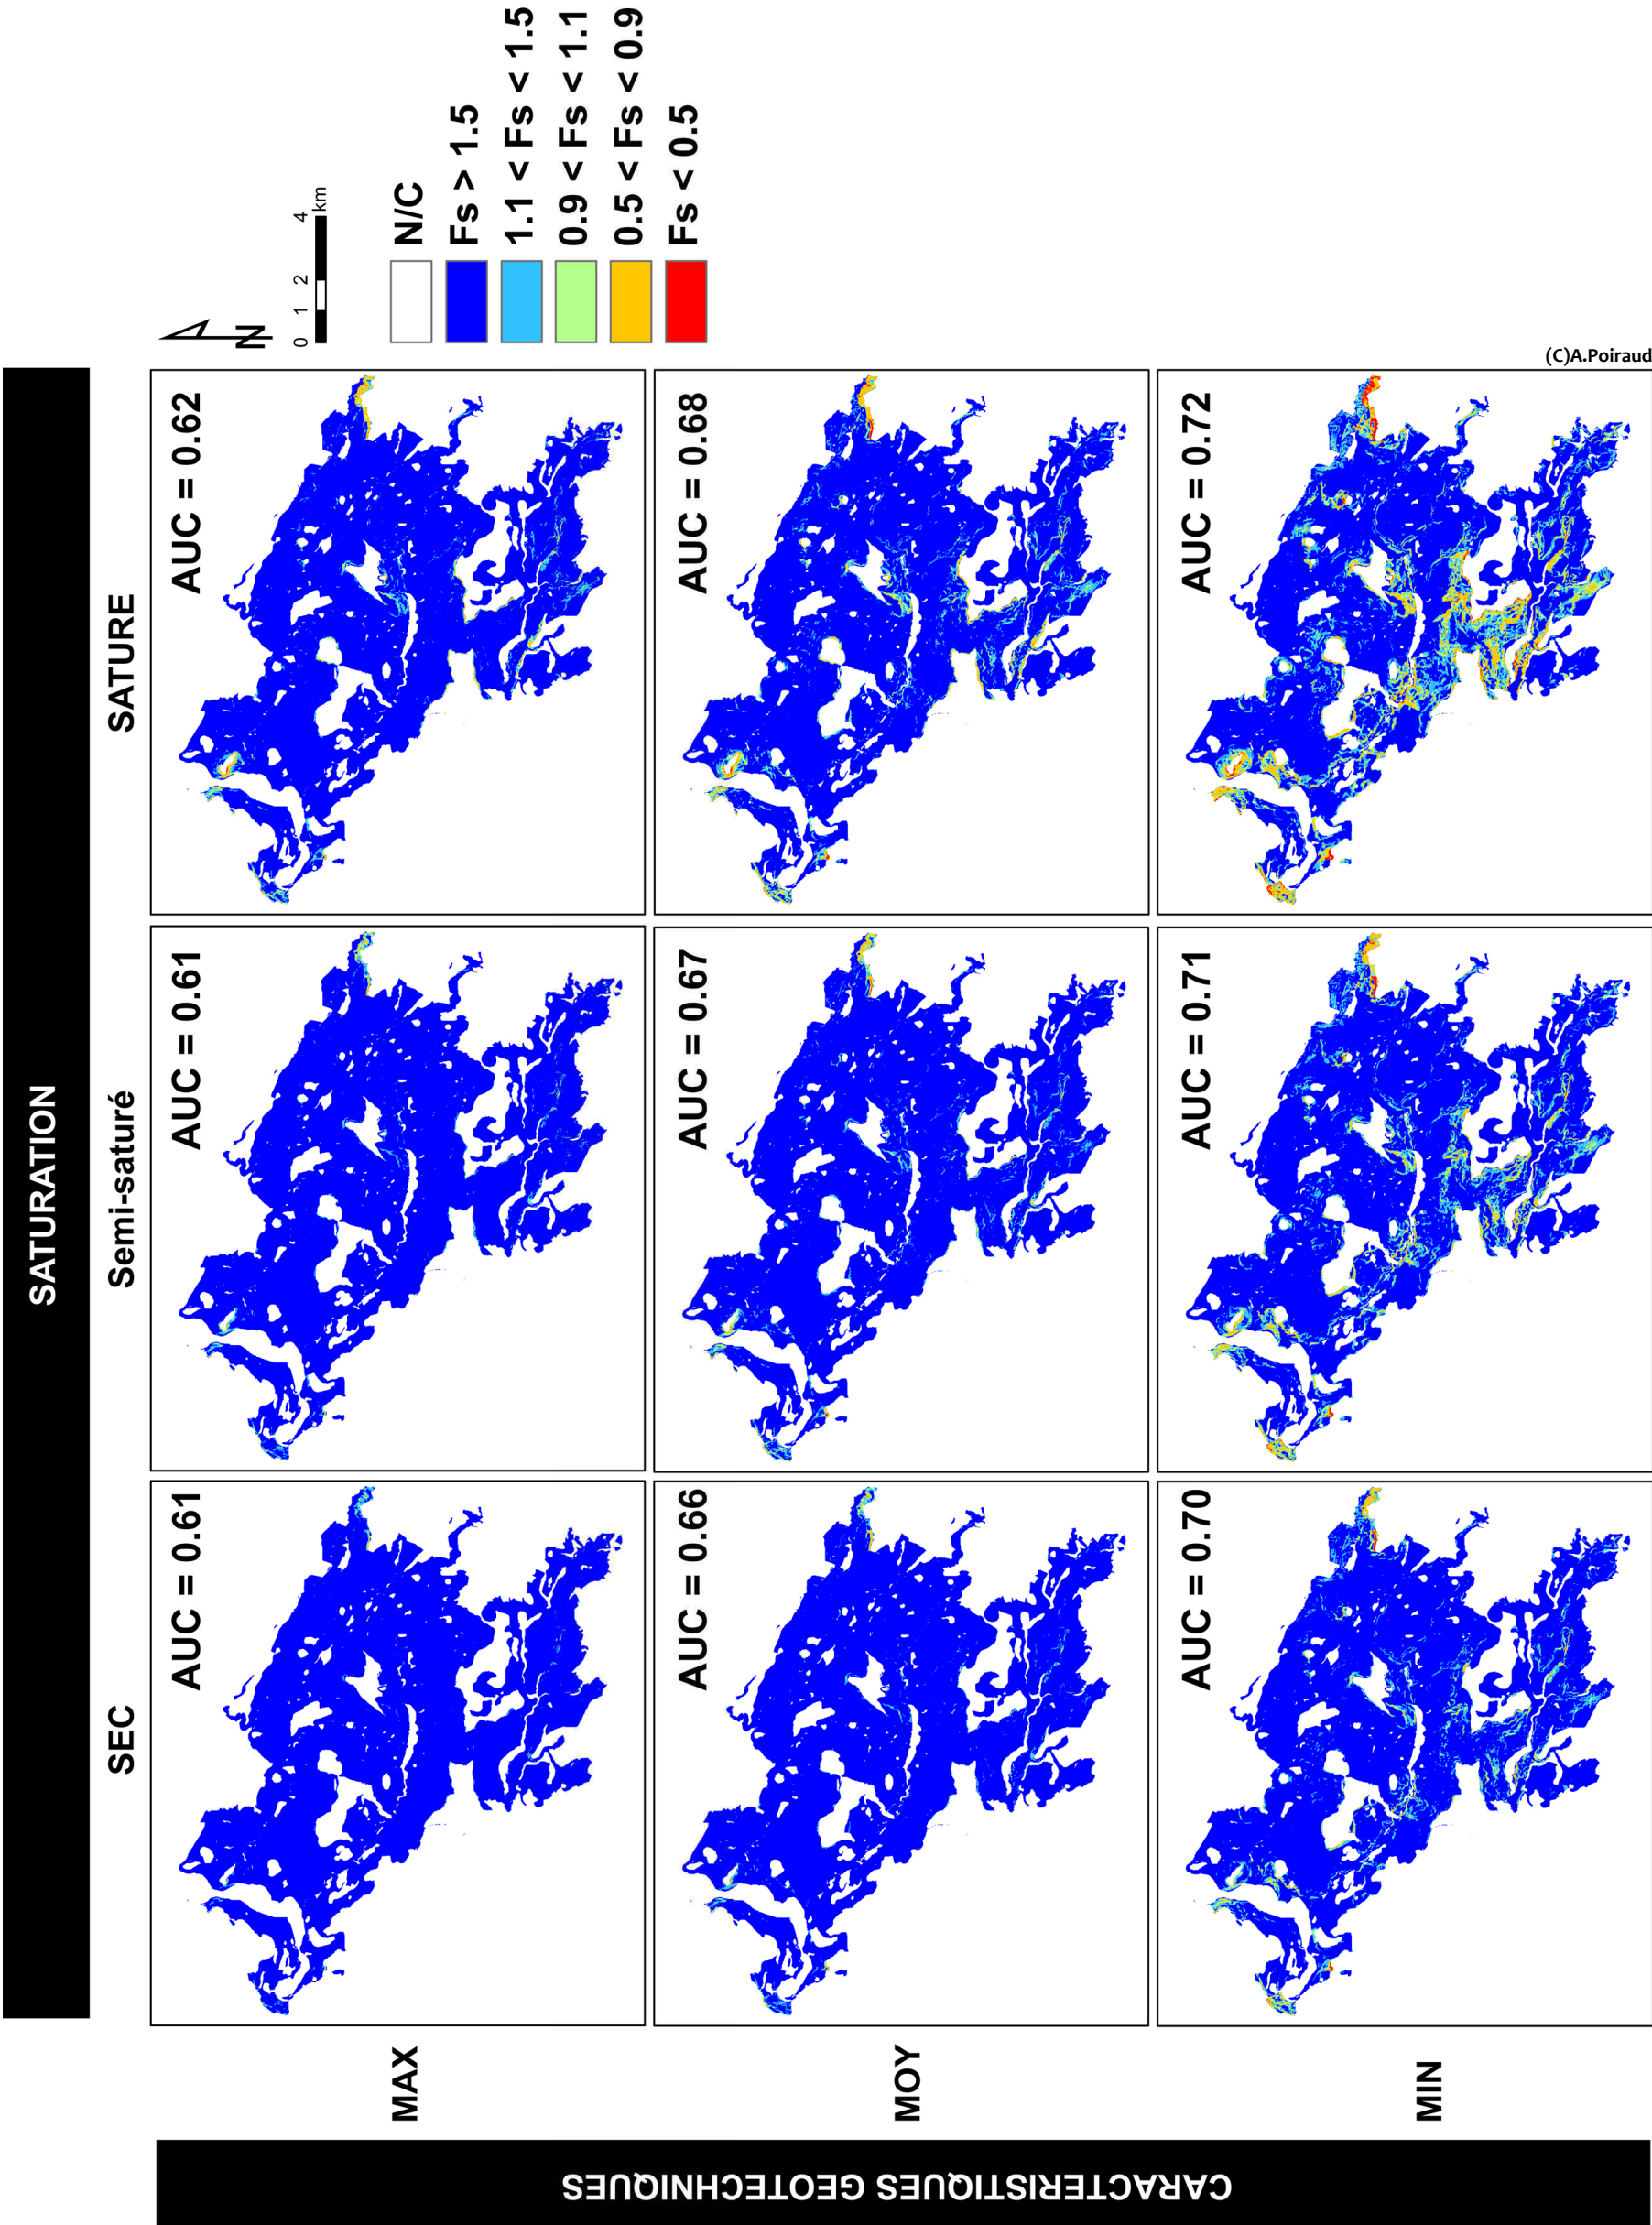 SATURATION
SEC
Semi-saturé
SATURE
CARACTERISTIQUES GEOTECHNIQUES
MAX
AUC = 0.61
AUC = 0.61
AUC = 0.62
MOY
AUC = 0.66
AUC = 0.67
AUC = 0.68
MIN
AUC = 0.70
AUC = 0.71
AUC = 0.72
N
0 1 2 4
km
N/C
Fs > 1.5
1.1 < Fs < 1.5
0.9 < Fs < 1.1
0.5 < Fs < 0.9
Fs < 0.5
(C)A.Poiraud